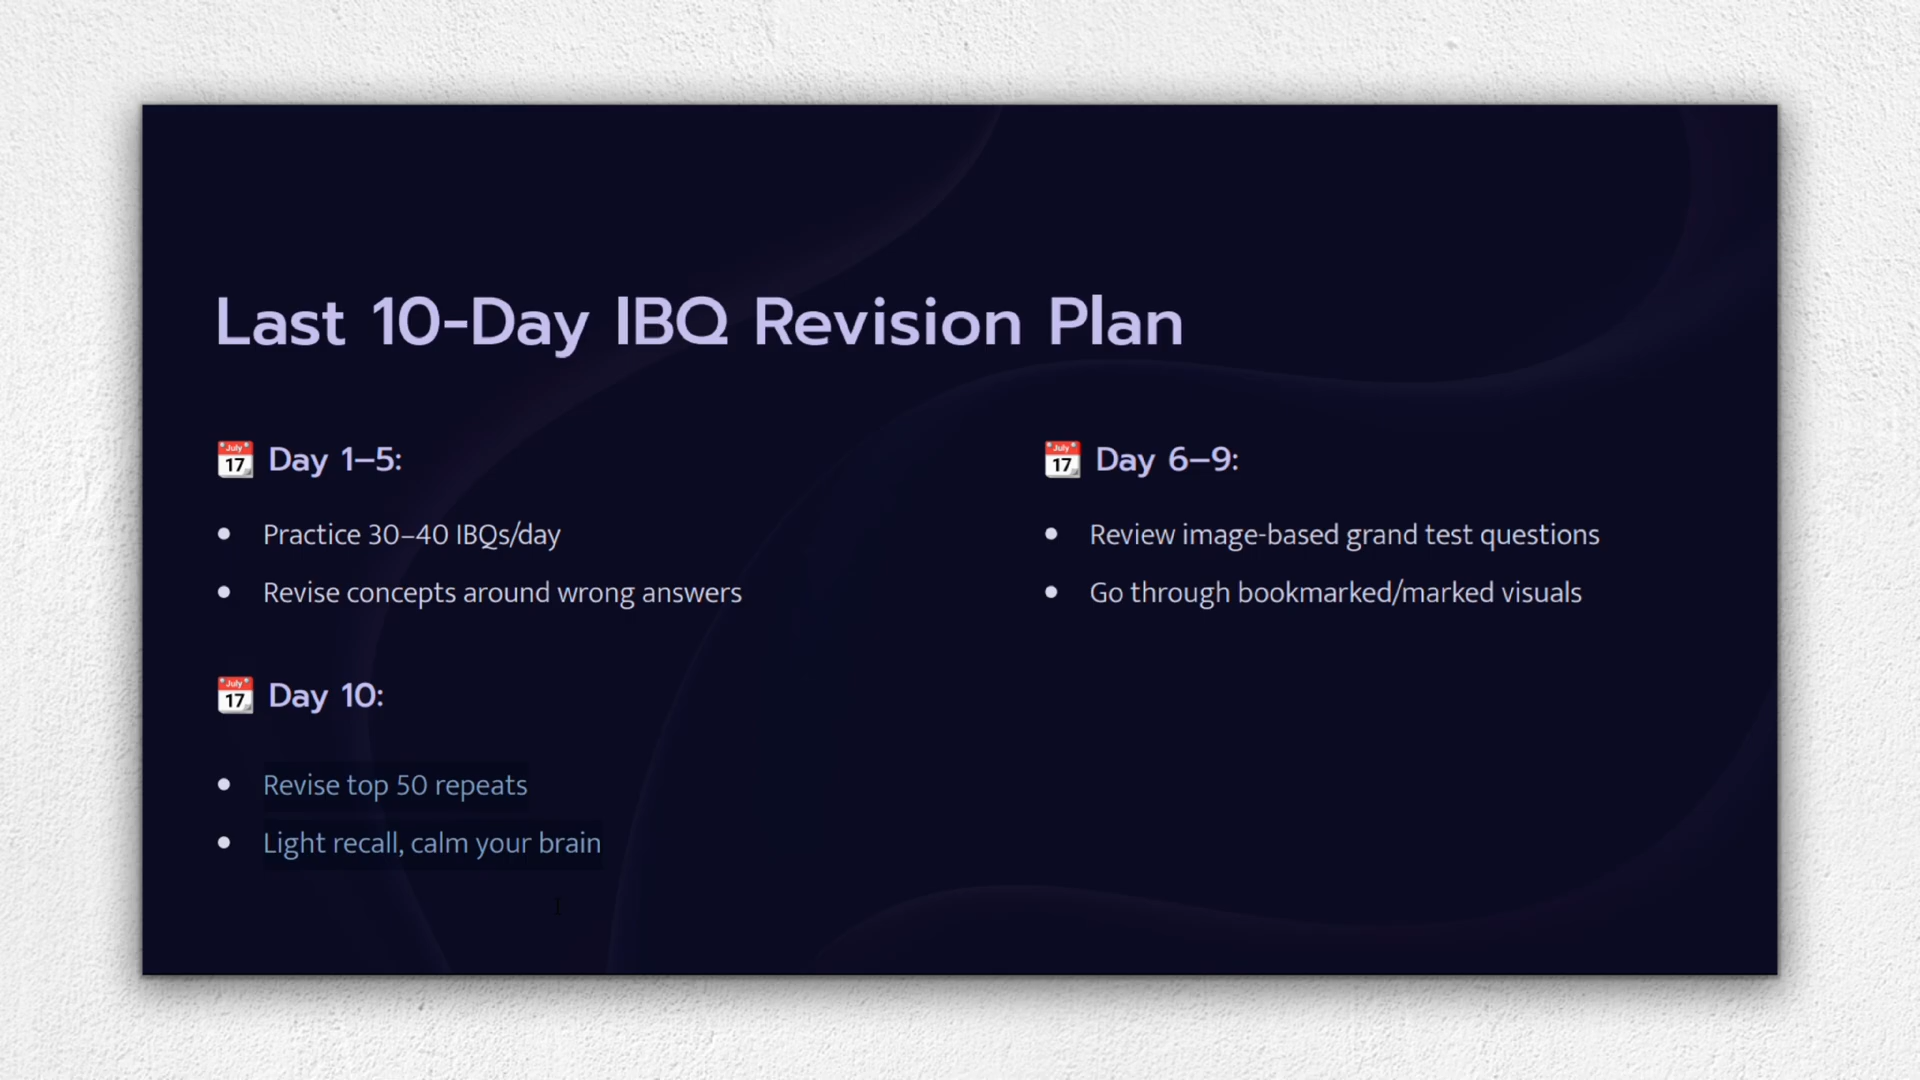 Last 10-Day IBQ Revision Plan
📅 Day 1–5:
• Practice 30–40 IBQs/day
• Revise concepts around wrong answers
📅 Day 6–9:
• Review image-based grand test questions
• Go through bookmarked/marked visuals
📅 Day 10:
• Revise top 50 repeats
• Light recall, calm your brain